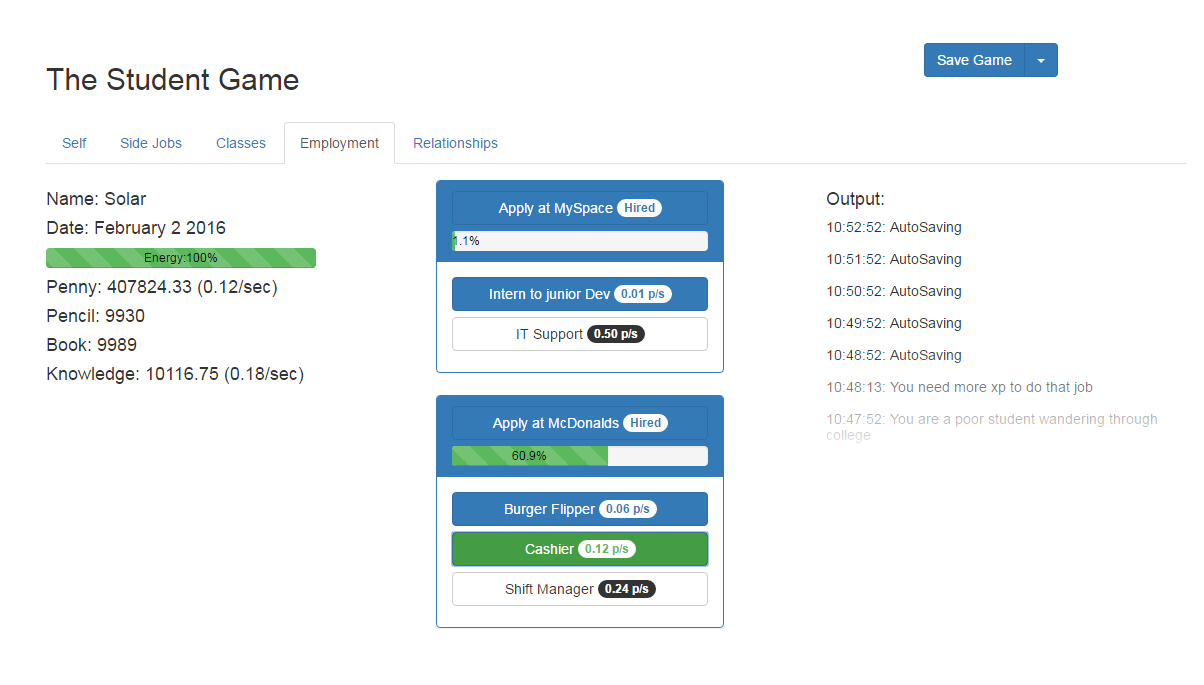 Save Game
The Student Game
Self Side Jobs Classes Employment Relationships
Name: Solar
Date: February 2 2016
Energy:100%
Penny: 407824.33 (0.12/sec)
Pencil: 9930
Book: 9989
Knowledge: 10116.75 (0.18/sec)
Apply at MySpace Hired
1.1%
Intern to junior Dev 0.01 p/s
IT Support 0.50 p/s
Apply at McDonalds Hired
60.9%
Burger Flipper 0.06 p/s
Cashier 0.12 p/s
Shift Manager 0.24 p/s
Output:
10:52:52: AutoSaving
10:51:52: AutoSaving
10:50:52: AutoSaving
10:49:52: AutoSaving
10:48:52: AutoSaving
10:48:13: You need more xp to do that job
10:47:52: You are a poor student wandering through
college